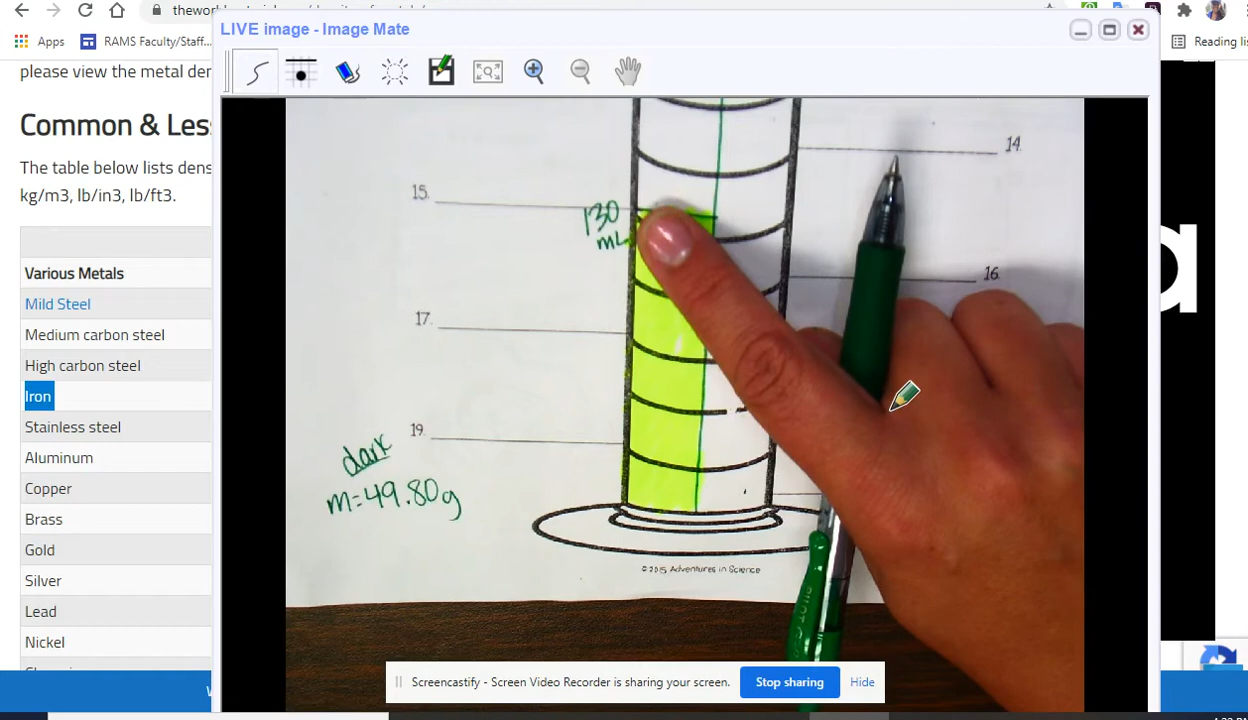 theworl
Apps
RAMS Faculty/Staff...
Reading li
please view the metal der
Common & Les
The table below lists dens
kg/m3, lb/in3, lb/ft3.
Various Metals
Mild Steel
Medium carbon steel
High carbon steel
Iron
Stainless steel
Aluminum
Copper
Brass
Gold
Silver
Lead
Nickel
LIVE image - Image Mate
14.
15.
130
mL
16.
17.
19.
dark
m=49.80g
©2015 Adventures in Science
a
Screencastify - Screen Video Recorder is sharing your screen.
Stop sharing
Hide